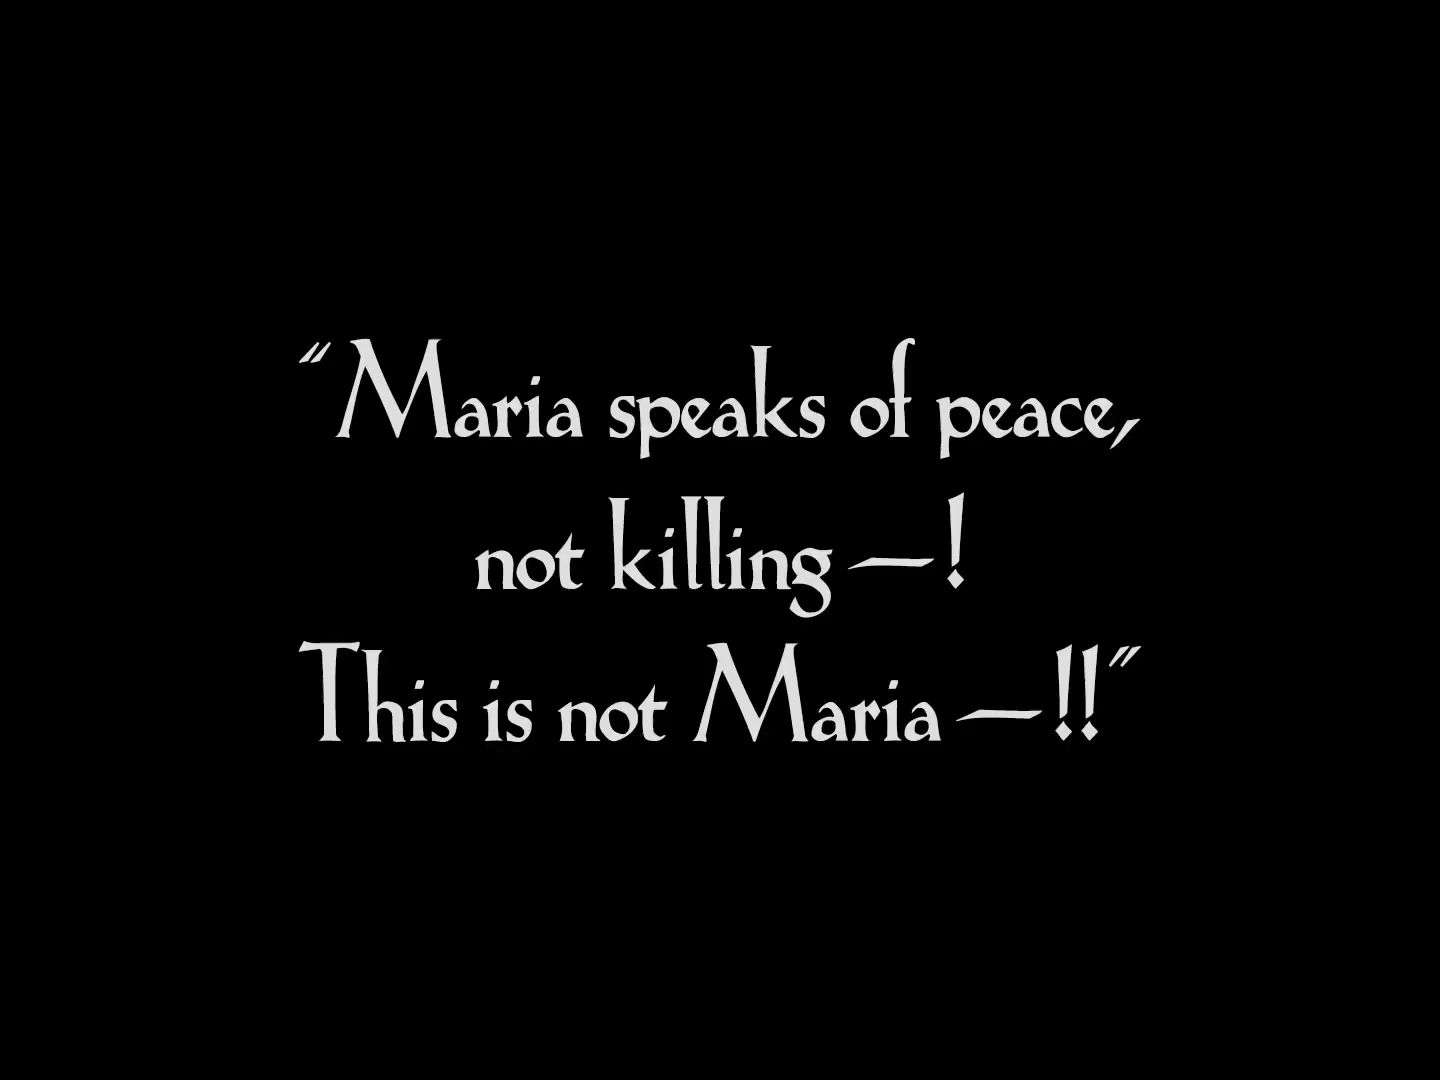 “Maria speaks of peace,
not killing—!
This is not Maria—!!”